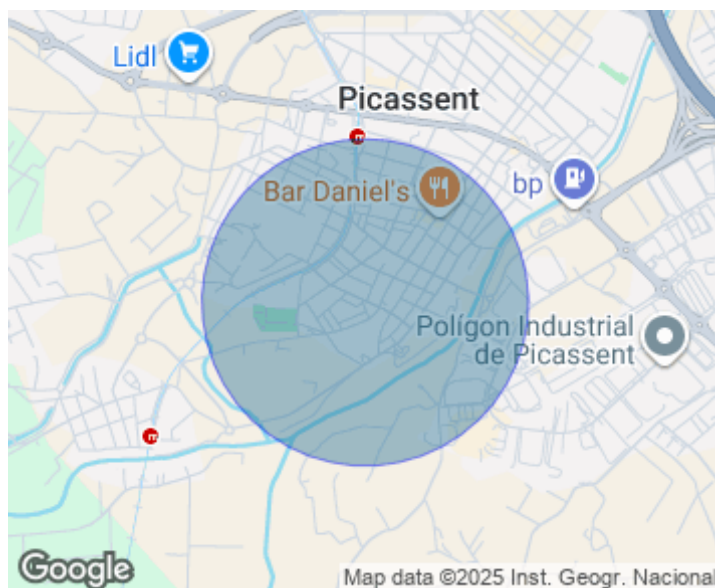 Lidl
Picassent
Bar Daniel's
bp
Polígon Industrial
de Picassent
Google
Map data ©2025 Inst. Geogr. Nacional